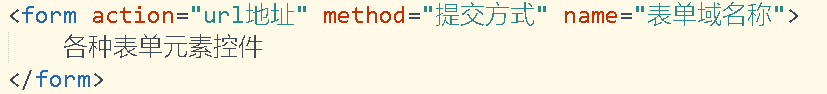 <form action="url地址" method="提交方式" name="表单域名称">
各种表单元素控件
</form>